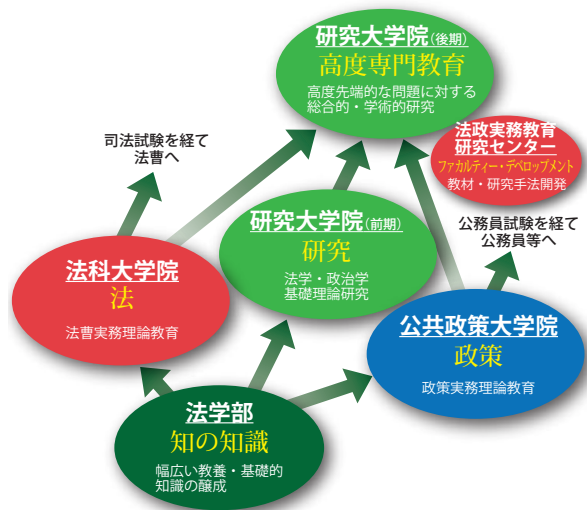 研究大学院(後期)
高度専門教育
高度先端的な問題に対する
総合的・学術的研究
法政実務教育
研究センター
ファカルティー・デベロップメント
教材・研究手法開発
司法試験を経て
法曹へ
研究大学院(前期)
研究
法学・政治学
基礎理論研究
公務員試験を経て
公務員等へ
法科大学院
法
法曹実務理論教育
公共政策大学院
政策
政策実務理論教育
法学部
知の知識
幅広い教養・基礎的
知識の醸成